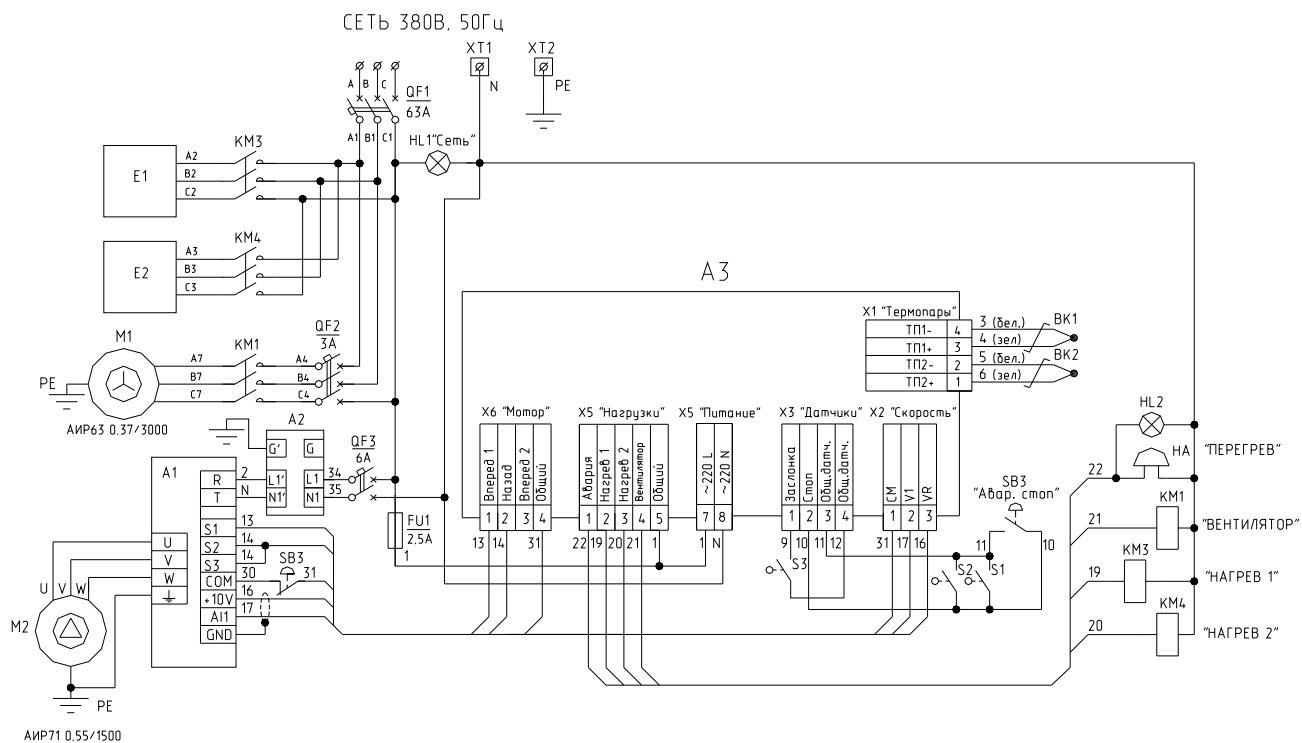 СЕТЬ 380В, 50Гц
XT1
XT2
N
PE
A B C
QF1
63А
A1 B1 C1
HL1"Сеть"
KM3
E1
A2
B2
C2
KM4
E2
A3
B3
C3
А3
X1 "Термопары"
ТП1- 4 3 (бел.)
ТП1+ 3 4 (зел)
ТП2- 2 5 (бел.)
ТП2+ 1 6 (зел)
BK1
BK2
QF2
3А
M1
KM1
A7
B7
C7
A4
B4
C4
PE
АИР63 0.37/3000
A2
G' G
L1' L1
N1' N1
QF3
6А
34
35
FU1
2.5А
1
A1
R 2
T N
S1 13
S2 14
S3 14
COM 30
+10V 16
AI1 17
GND
SB3
31
U
V
W
U V W
M2
PE
АИР71 0,55/1500
X6 "Мотор"
Вперед 1
Назад
Вперед 2
Общий
1 2 3 4
13 14 31
X5 "Нагрузки"
Авария
Нагрев 1
Нагрев 2
Вентилятор
Общий
1 2 3 4 5
22 19 20 21 1
X5 "Питание"
~220 L
~220 N
7 8
1 N
X3 "Датчики"
Заслонка
Стоп
Общ.датч.
Общ.датч.
1 2 3 4
9 10 11 12
S3
X2 "Скорость"
CM
V1
VR
1 2 3
31 17 16
S2 S1
SB3
"Авар. стоп"
11
10
HL2
HA
22
"ПЕРЕГРЕВ"
KM1
21
"ВЕНТИЛЯТОР"
KM3
19
"НАГРЕВ 1"
KM4
20
"НАГРЕВ 2"